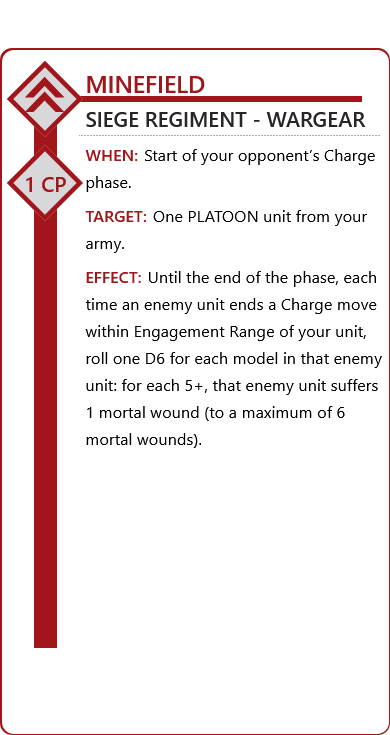 MINEFIELD
SIEGE REGIMENT - WARGEAR
1 CP
WHEN: Start of your opponent’s Charge
phase.
TARGET: One PLATOON unit from your
army.
EFFECT: Until the end of the phase, each
time an enemy unit ends a Charge move
within Engagement Range of your unit,
roll one D6 for each model in that enemy
unit: for each 5+, that enemy unit suffers
1 mortal wound (to a maximum of 6
mortal wounds).